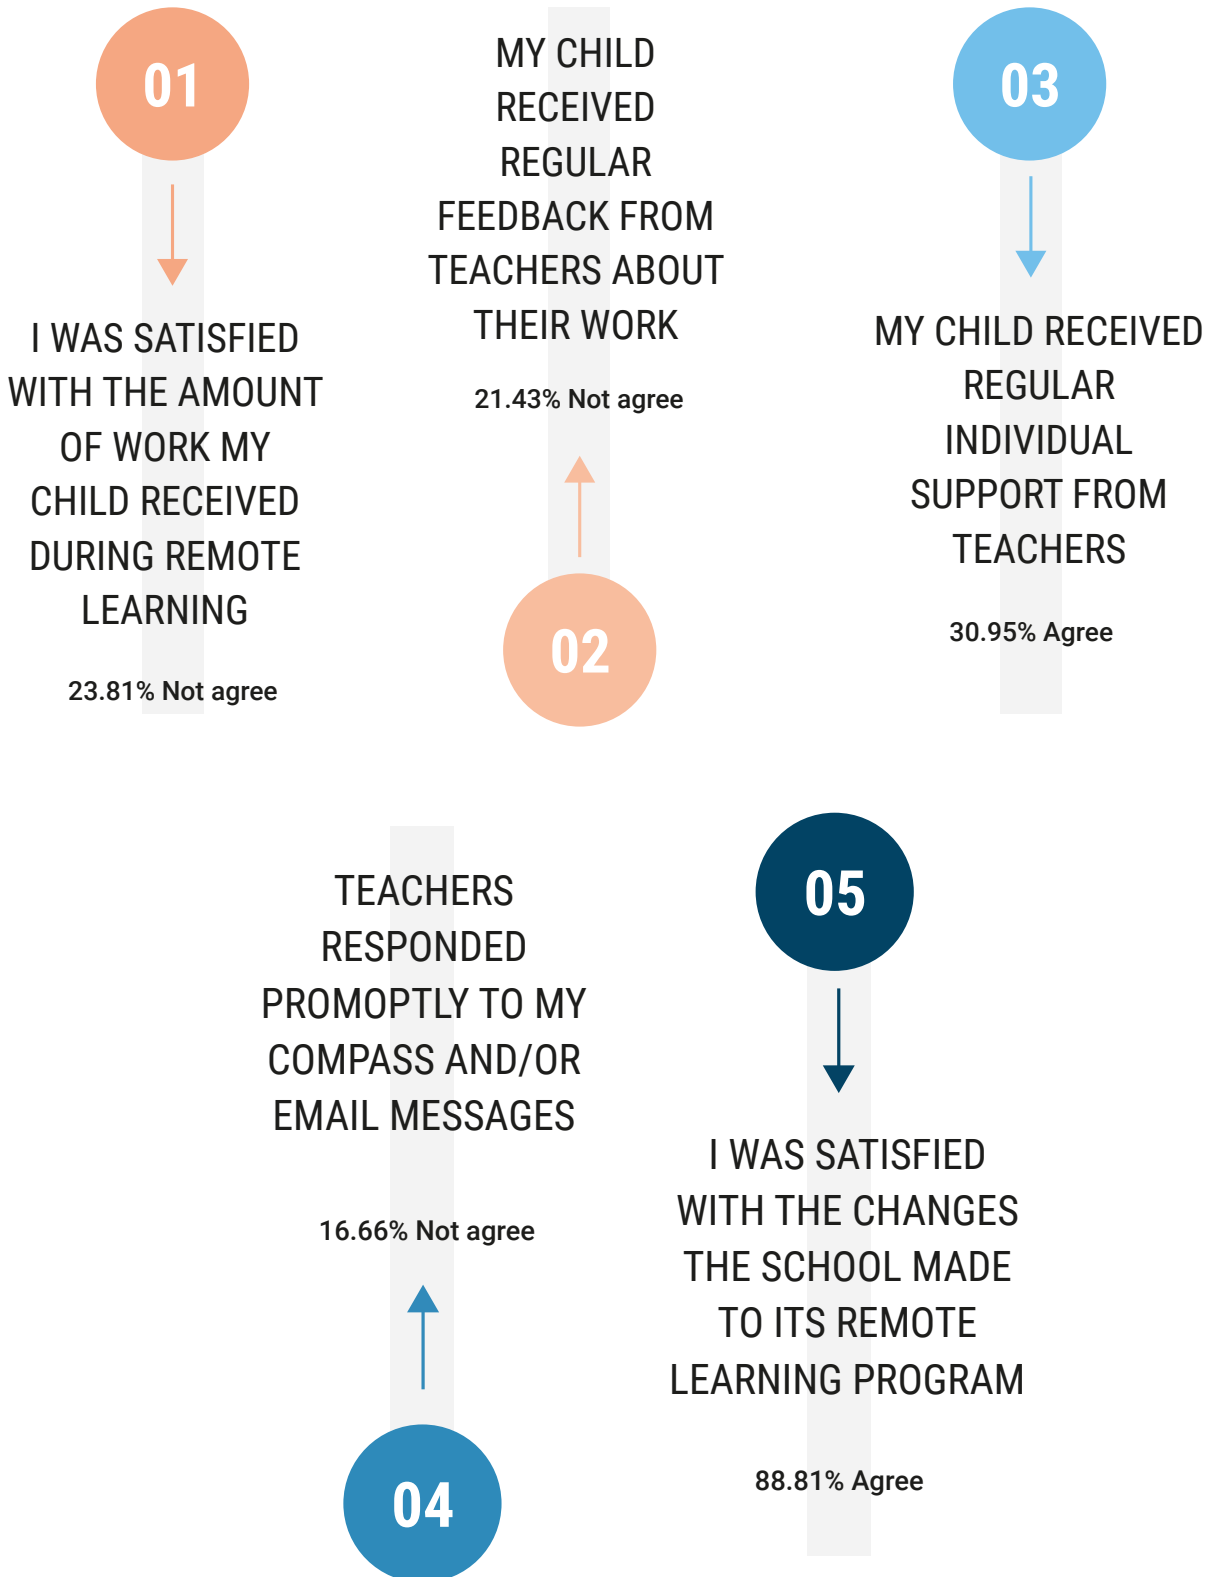 01
I WAS SATISFIED
WITH THE AMOUNT
OF WORK MY
CHILD RECEIVED
DURING REMOTE
LEARNING
23.81% Not agree
MY CHILD
RECEIVED
REGULAR
FEEDBACK FROM
TEACHERS ABOUT
THEIR WORK
21.43% Not agree
02
03
MY CHILD RECEIVED
REGULAR
INDIVIDUAL
SUPPORT FROM
TEACHERS
30.95% Agree
TEACHERS
RESPONDED
PROMOPTLY TO MY
COMPASS AND/OR
EMAIL MESSAGES
16.66% Not agree
04
05
I WAS SATISFIED
WITH THE CHANGES
THE SCHOOL MADE
TO ITS REMOTE
LEARNING PROGRAM
88.81% Agree